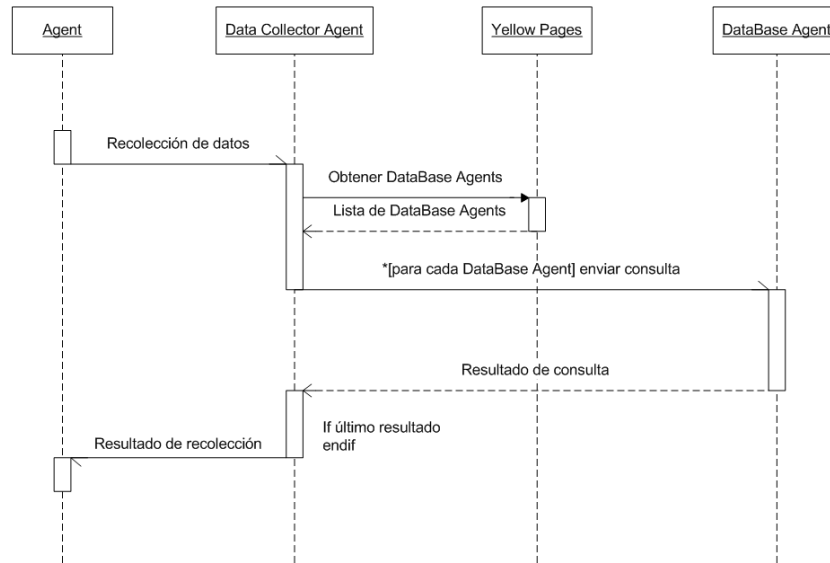 Agent
Data Collector Agent
Yellow Pages
DataBase Agent
Recolección de datos
Obtener DataBase Agents
Lista de DataBase Agents
*[para cada DataBase Agent] enviar consulta
Resultado de consulta
If último resultado
endif
Resultado de recolección